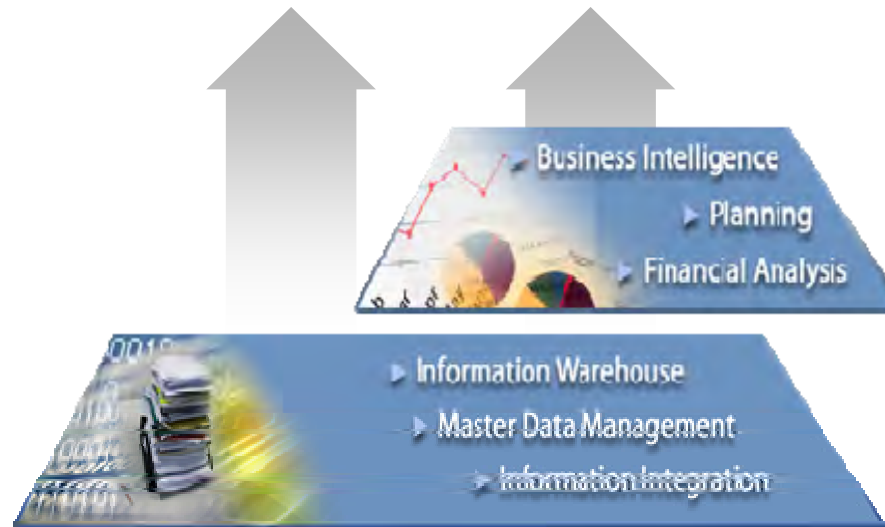 Business Intelligence
Planning
Financial Analysis
Information Warehouse
Master Data Management
Information Integration